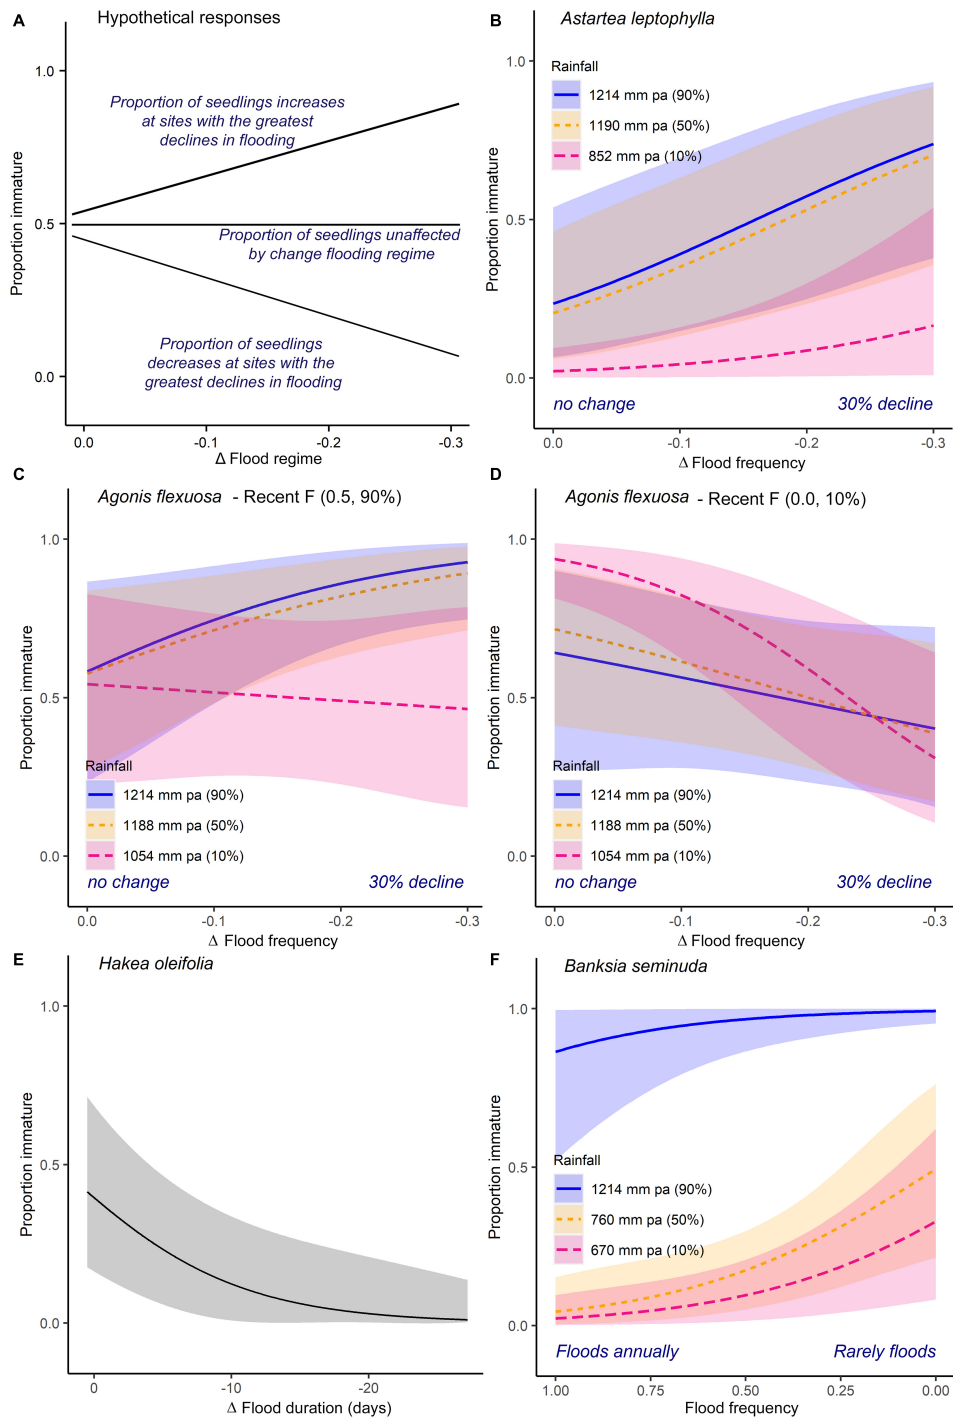 A
Hypothetical responses
Proportion immature
1.0
0.5
0.0
Proportion of seedlings increases
at sites with the greatest
declines in flooding
Proportion of seedlings unaffected
by change flooding regime
Proportion of seedlings
decreases at sites with the
greatest declines in flooding
0.0 -0.1 -0.2 -0.3
Δ Flood regime
B
Astartea leptophylla
Proportion immature
1.0
0.5
0.0
Rainfall
1214 mm pa (90%)
1190 mm pa (50%)
852 mm pa (10%)
no change 30% decline
0.0 -0.1 -0.2 -0.3
Δ Flood frequency
C
Agonis flexuosa - Recent F (0.5, 90%)
Proportion immature
1.0
0.5
0.0
Rainfall
1214 mm pa (90%)
1188 mm pa (50%)
1054 mm pa (10%)
no change 30% decline
0.0 -0.1 -0.2 -0.3
Δ Flood frequency
D
Agonis flexuosa - Recent F (0.0, 10%)
Proportion immature
1.0
0.5
0.0
Rainfall
1214 mm pa (90%)
1188 mm pa (50%)
1054 mm pa (10%)
no change 30% decline
0.0 -0.1 -0.2 -0.3
Δ Flood frequency
E
Hakea oleifolia
Proportion immature
1.0
0.5
0.0
0 -10 -20
Δ Flood duration (days)
F
Banksia seminuda
Proportion immature
1.0
0.5
0.0
Rainfall
1214 mm pa (90%)
760 mm pa (50%)
670 mm pa (10%)
Floods annually Rarely floods
1.00 0.75 0.50 0.25 0.00
Flood frequency